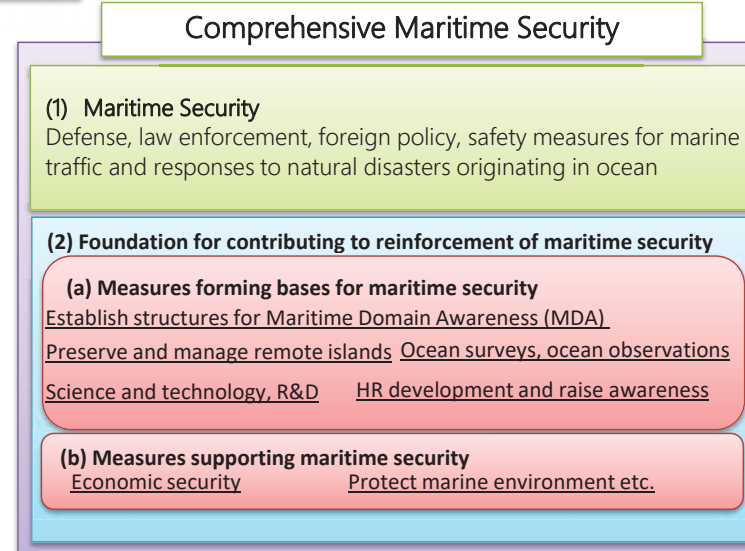 Comprehensive Maritime Security
(1) Maritime Security
Defense, law enforcement, foreign policy, safety measures for marine
traffic and responses to natural disasters originating in ocean
(2) Foundation for contributing to reinforcement of maritime security
(a) Measures forming bases for maritime security
Establish structures for Maritime Domain Awareness (MDA)
Preserve and manage remote islands Ocean surveys, ocean observations
Science and technology, R&D HR development and raise awareness
(b) Measures supporting maritime security
Economic security Protect marine environment etc.